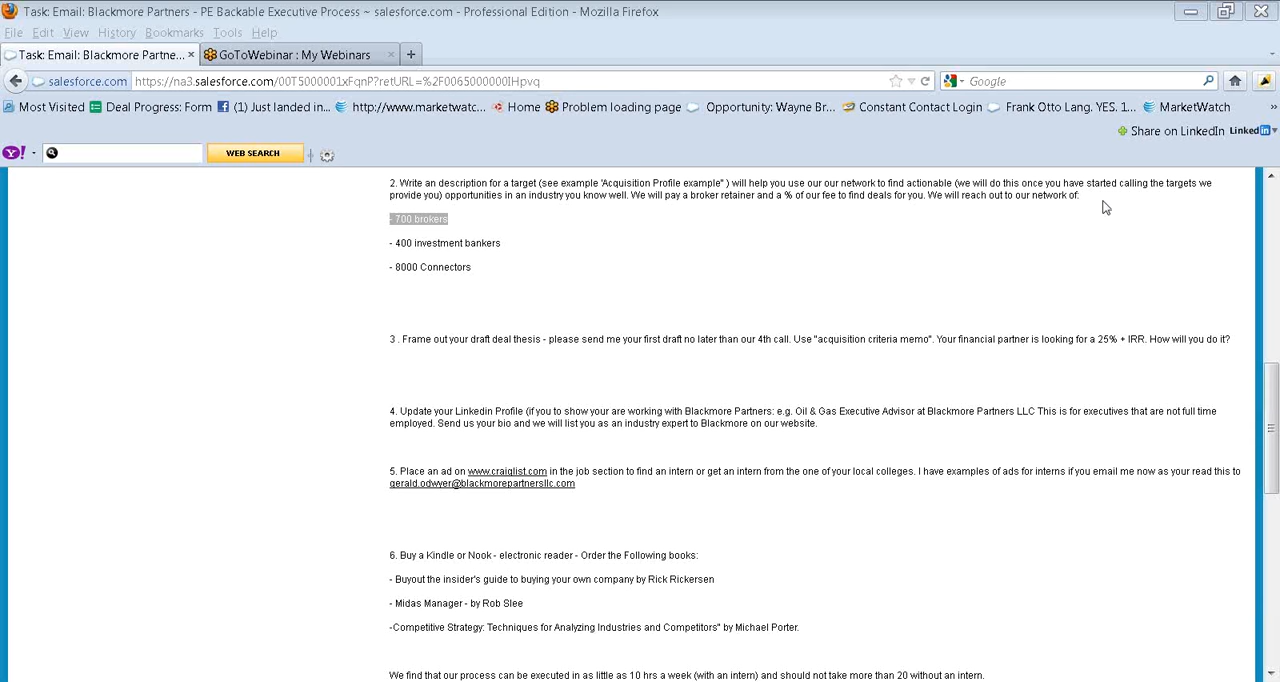 Task: Email: Blackmore Partners - PE Backable Executive Process ~ salesforce.com - Professional Edition - Mozilla Firefox
File Edit View History Bookmarks Tools Help
Task: Email: Blackmore Partne... × GoToWebinar : My Webinars × +
salesforce.com https://na3.salesforce.com/00T5000001xFqnP?retURL=%2F0065000000IHpvq Google
Most Visited Deal Progress: Form (1) Just landed in... http://www.marketwatc... Home Problem loading page Opportunity: Wayne Br... Constant Contact Login Frank Otto Lang. YES. 1... MarketWatch »
Share on LinkedIn Linked in
Y! WEB SEARCH
2. Write an description for a target (see example 'Acquisition Profile example" ) will help you use our our network to find actionable (we will do this once you have started calling the targets we
provide you) opportunities in an industry you know well. We will pay a broker retainer and a % of our fee to find deals for you. We will reach out to our network of:
- 700 brokers
- 400 investment bankers
- 8000 Connectors
3 . Frame out your draft deal thesis - please send me your first draft no later than our 4th call. Use "acquisition criteria memo". Your financial partner is looking for a 25% + IRR. How will you do it?
4. Update your Linkedin Profile (if you to show your are working with Blackmore Partners: e.g. Oil & Gas Executive Advisor at Blackmore Partners LLC This is for executives that are not full time
employed. Send us your bio and we will list you as an industry expert to Blackmore on our website.
5. Place an ad on www.craiglist.com in the job section to find an intern or get an intern from the one of your local colleges. I have examples of ads for interns if you email me now as your read this to
gerald.odwyer@blackmorepartnersllc.com
6. Buy a Kindle or Nook - electronic reader - Order the Following books:
- Buyout the insider's guide to buying your own company by Rick Rickersen
- Midas Manager - by Rob Slee
-Competitive Strategy: Techniques for Analyzing Industries and Competitors" by Michael Porter.
We find that our process can be executed in as little as 10 hrs a week (with an intern) and should not take more than 20 without an intern.